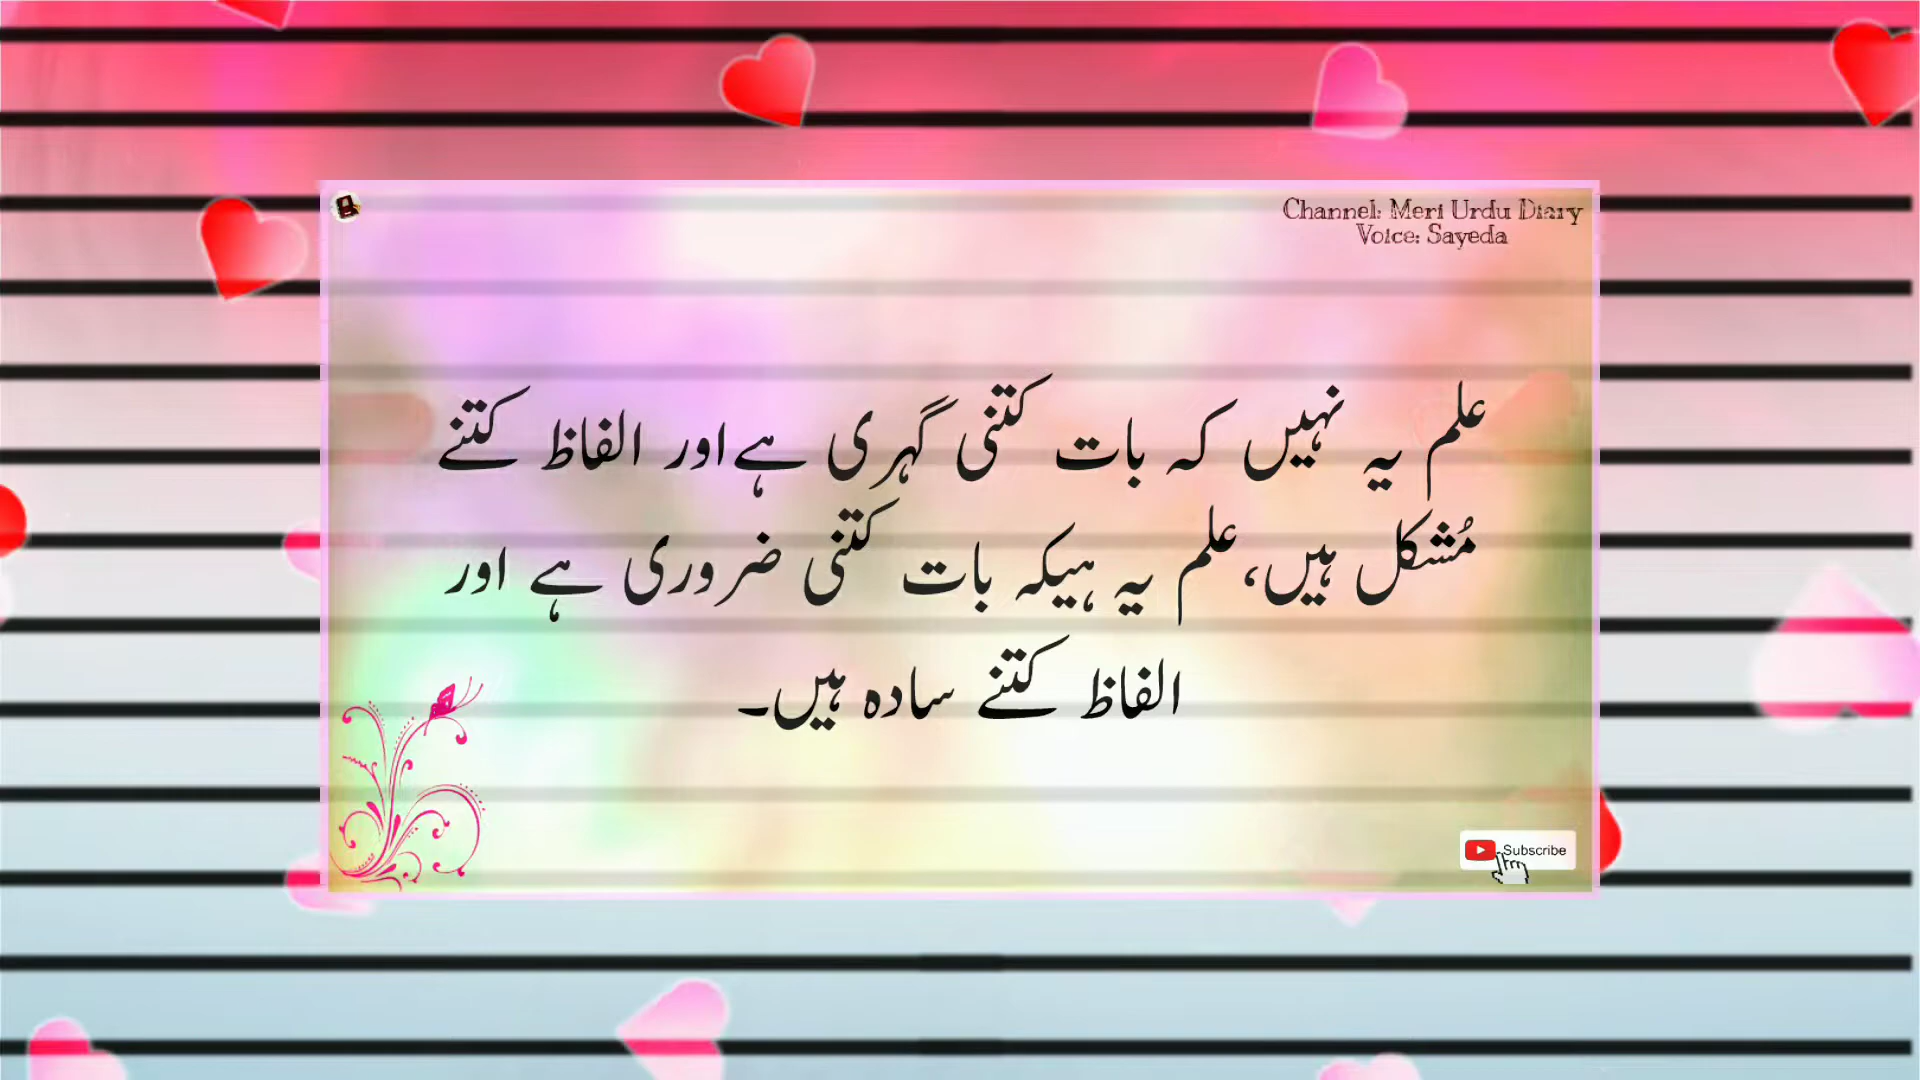 Channel: Meri Urdu Diary
Voice: Sayeda
علم یہ نہیں کہ بات کتنی گہری ہے اور الفاظ کتنے
مُشکل ہیں، علم یہ ہیکہ بات کتنی ضروری ہے اور
الفاظ کتنے سادہ ہیں۔
Subscribe